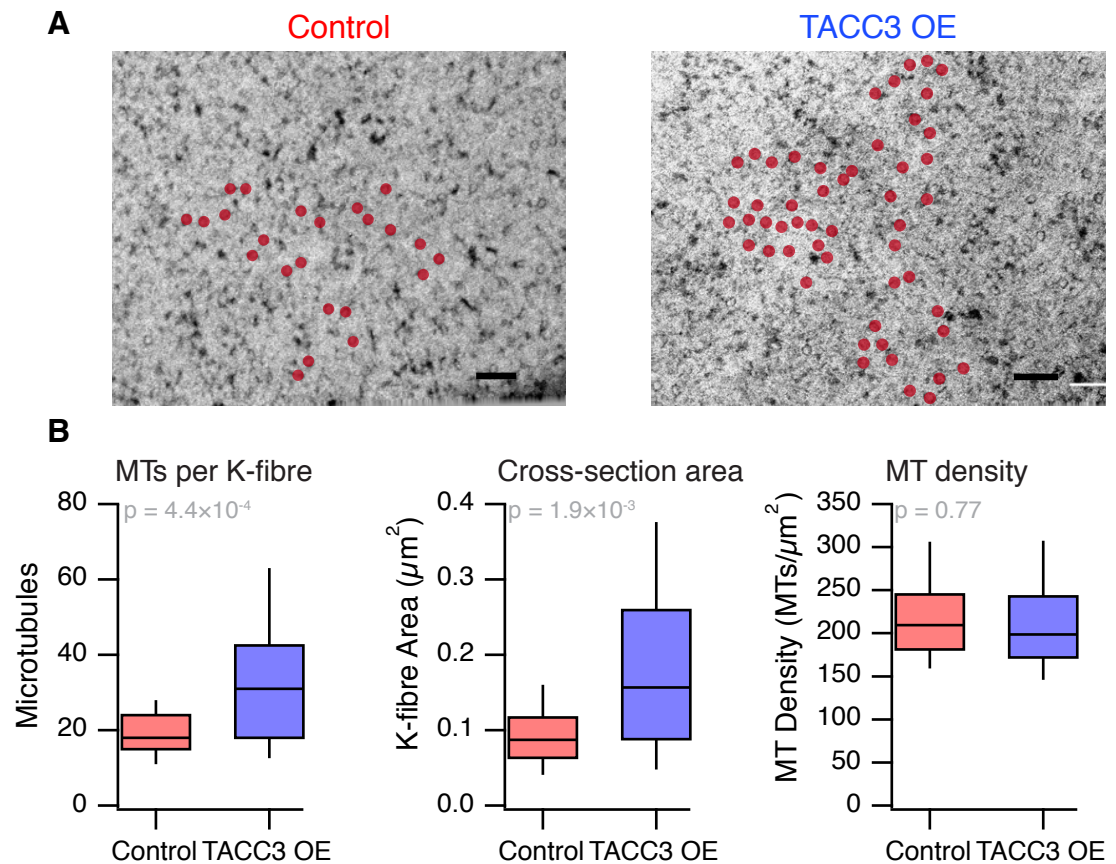 A
Control
TACC3 OE
B
MTs per K-fibre
p = 4.4×10⁻⁴
Microtubules
80
60
40
20
0
Control TACC3 OE
Cross-section area
p = 1.9×10⁻³
K-fibre Area (µm²)
0.4
0.3
0.2
0.1
0.0
Control TACC3 OE
MT density
p = 0.77
MT Density (MTs/µm²)
350
300
250
200
150
100
50
0
Control TACC3 OE